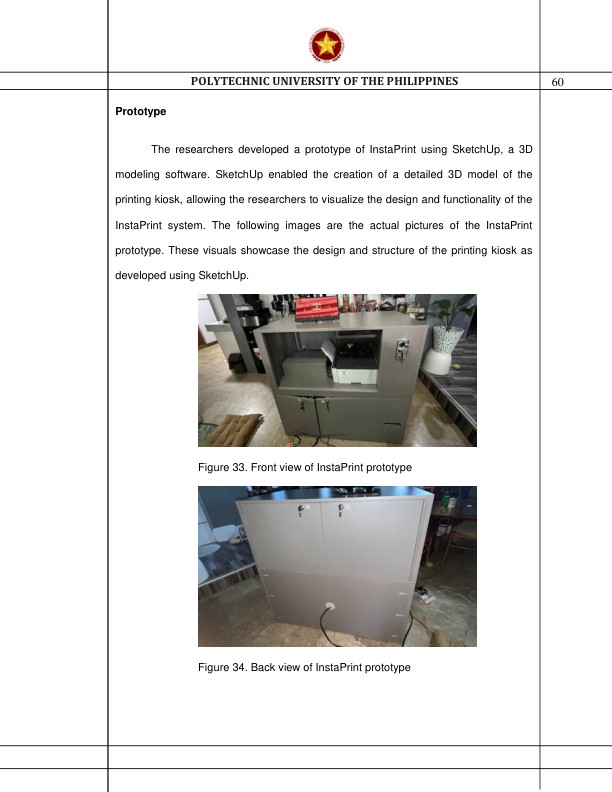 POLYTECHNIC UNIVERSITY OF THE PHILIPPINES 60
Prototype
The researchers developed a prototype of InstaPrint using SketchUp, a 3D
modeling software. SketchUp enabled the creation of a detailed 3D model of the
printing kiosk, allowing the researchers to visualize the design and functionality of the
InstaPrint system. The following images are the actual pictures of the InstaPrint
prototype. These visuals showcase the design and structure of the printing kiosk as
developed using SketchUp.
Figure 33. Front view of InstaPrint prototype
Figure 34. Back view of InstaPrint prototype